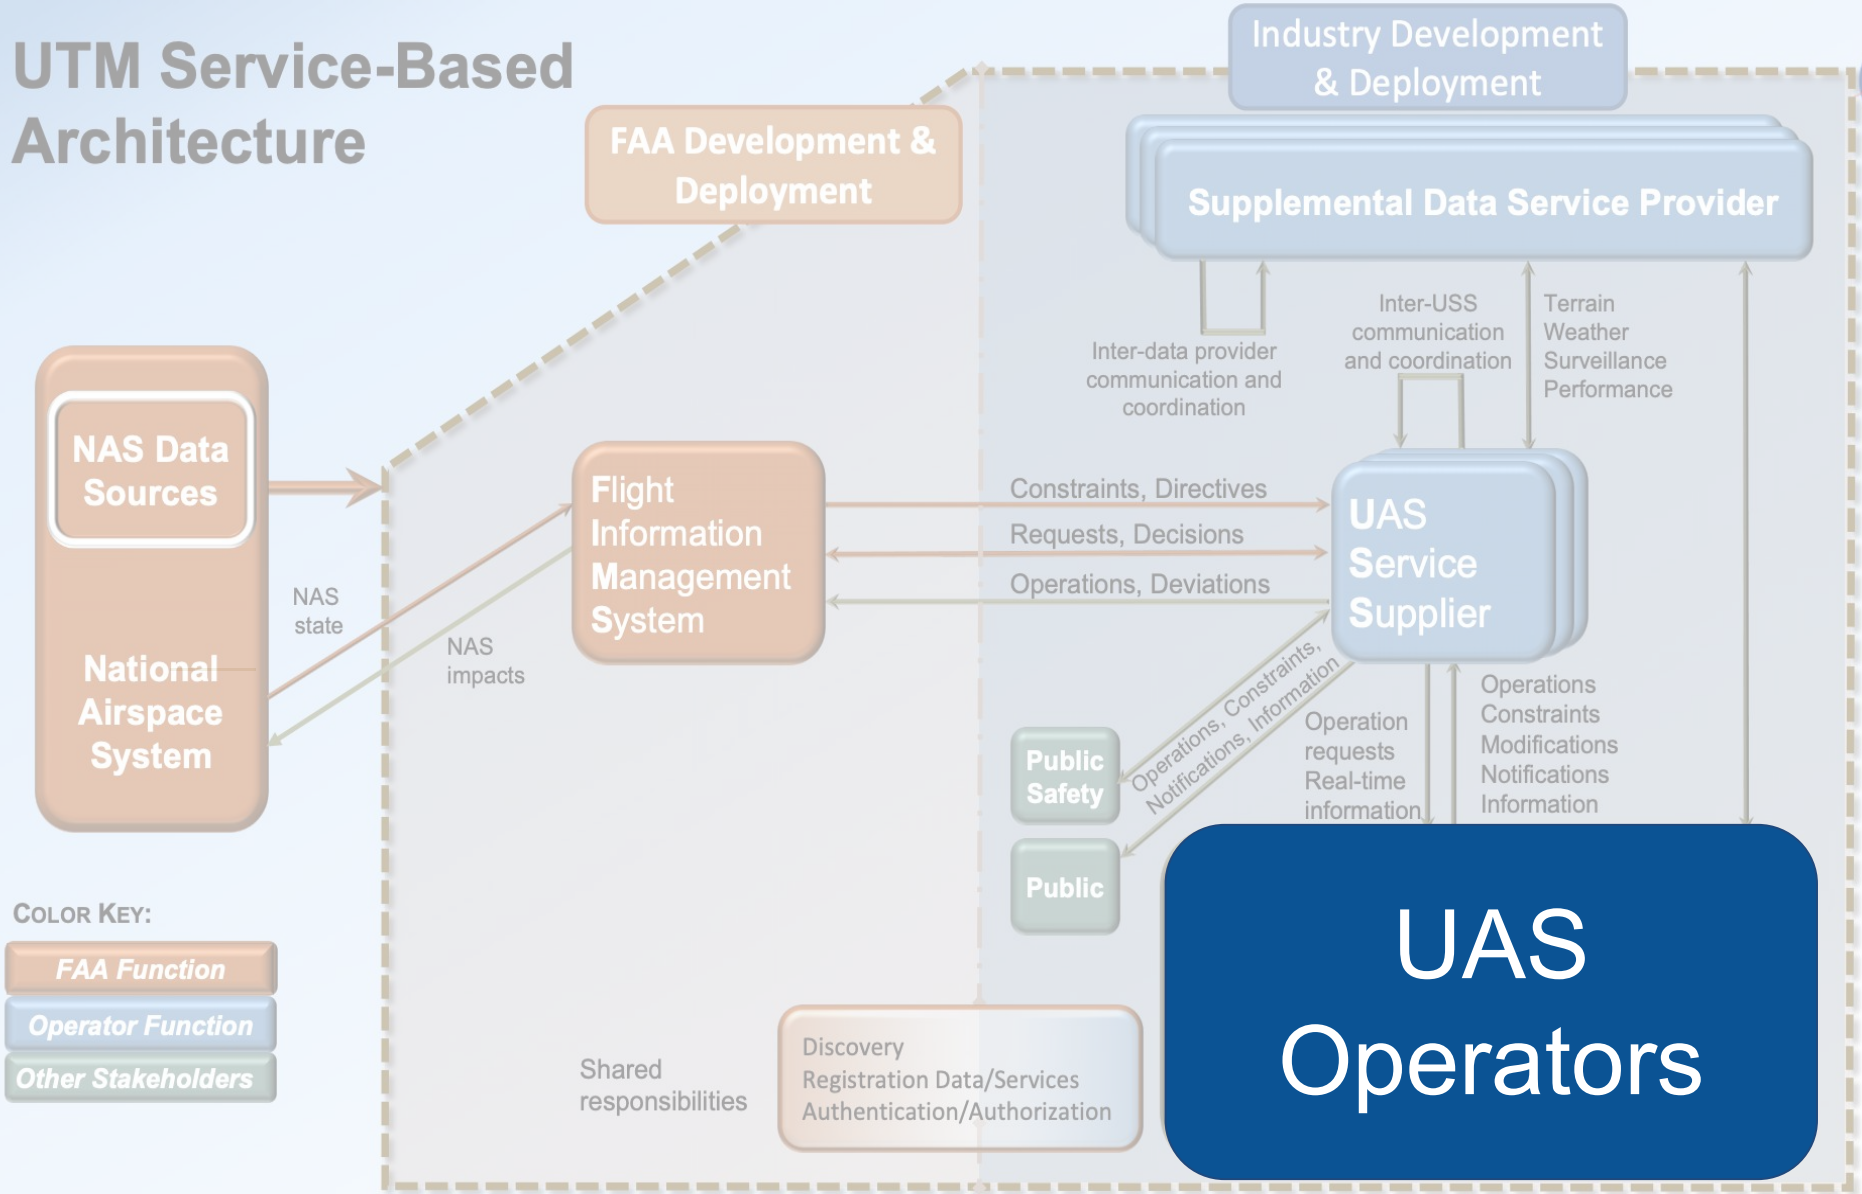 UTM Service-Based
Architecture
Industry Development
& Deployment
FAA Development &
Deployment
Supplemental Data Service Provider
Inter-data provider
communication and
coordination
Inter-USS
communication
and coordination
Terrain
Weather
Surveillance
Performance
NAS Data
Sources
National
Airspace
System
NAS
state
NAS
impacts
Flight
Information
Management
System
Constraints, Directives
Requests, Decisions
Operations, Deviations
UAS
Service
Supplier
Operations, Constraints,
Notifications, Information
Public
Safety
Public
Operation
requests
Real-time
information
Operations
Constraints
Modifications
Notifications
Information
UAS
Operators
COLOR KEY:
FAA Function
Operator Function
Other Stakeholders
Shared
responsibilities
Discovery
Registration Data/Services
Authentication/Authorization